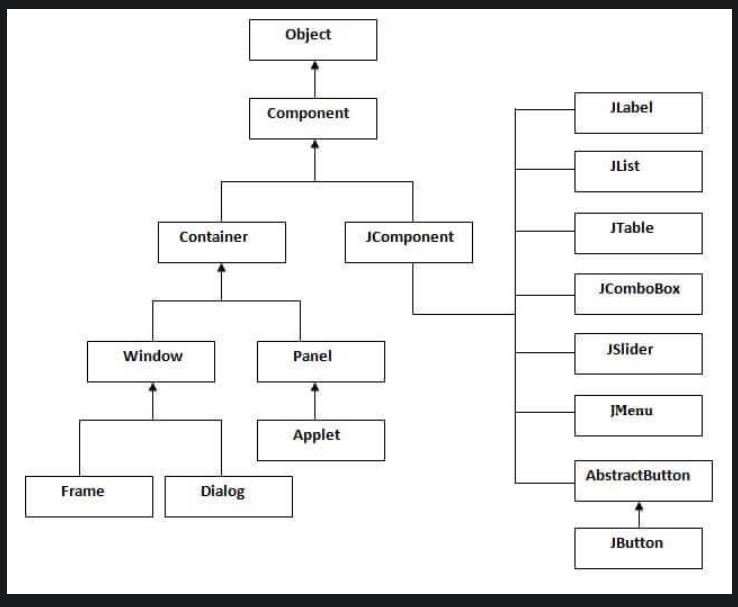 Object
Component
Container
JComponent
Window
Panel
Applet
Frame
Dialog
JLabel
JList
JTable
JComboBox
JSlider
JMenu
AbstractButton
JButton